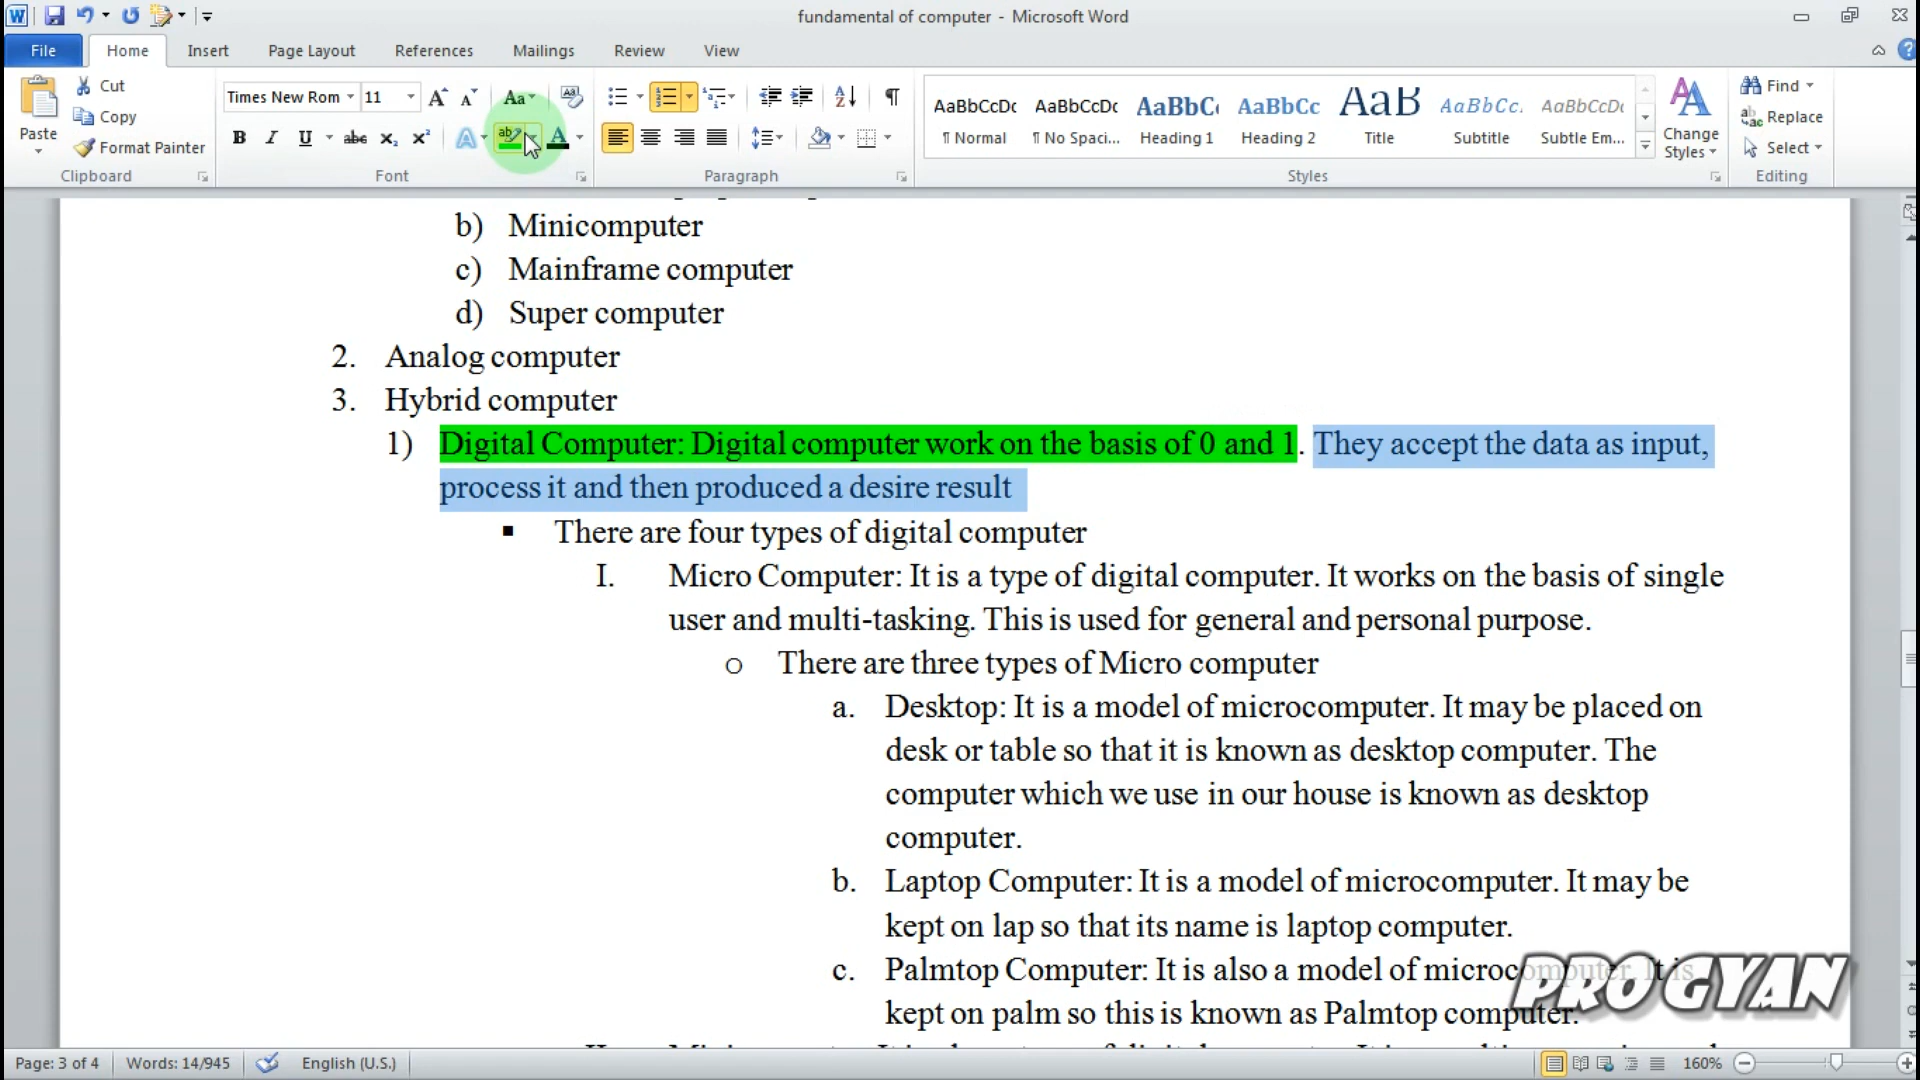 fundamental of computer - Microsoft Word
File Home Insert Page Layout References Mailings Review View
Cut
Copy
Format Painter
Paste
Clipboard
Times New Rom 11
Font
Paragraph
AaBbCcDc AaBbCcDc AaBbC AaBbCc AaB AaBbCc. AaBbCcDc
¶ Normal ¶ No Spaci... Heading 1 Heading 2 Title Subtitle Subtle Em...
Styles
Change
Styles
Find
Replace
Select
Editing
b) Minicomputer
c) Mainframe computer
d) Super computer
2. Analog computer
3. Hybrid computer
1) Digital Computer: Digital computer work on the basis of 0 and 1. They accept the data as input,
process it and then produced a desire result
▪ There are four types of digital computer
I. Micro Computer: It is a type of digital computer. It works on the basis of single
user and multi-tasking. This is used for general and personal purpose.
o There are three types of Micro computer
a. Desktop: It is a model of microcomputer. It may be placed on
desk or table so that it is known as desktop computer. The
computer which we use in our house is known as desktop
computer.
b. Laptop Computer: It is a model of microcomputer. It may be
kept on lap so that its name is laptop computer.
c. Palmtop Computer: It is also a model of microcomputer. It is
kept on palm so this is known as Palmtop computer.
PRO GYAN
Page: 3 of 4 Words: 14/945 English (U.S.) 160%